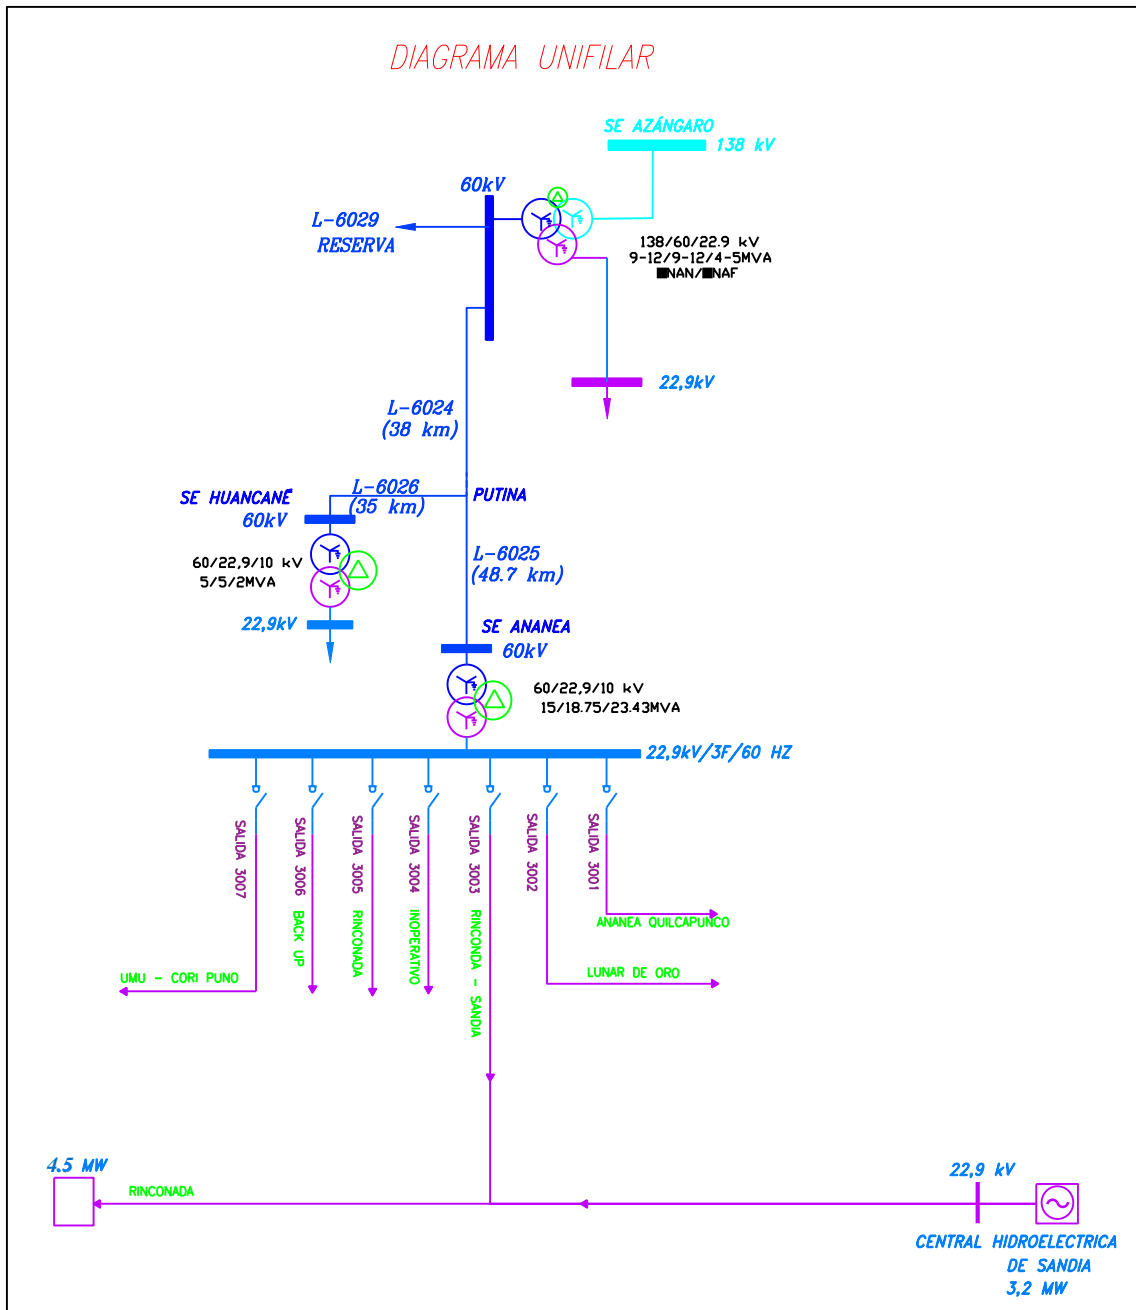 DIAGRAMA UNIFILAR
SE AZÁNGARO
138 kV
60kV
L-6029
RESERVA
138/60/22.9 kV
9-12/9-12/4-5MVA
■NAN/■NAF
22,9kV
L-6024
(38 km)
SE HUANCANÉ
60kV
L-6026
(35 km)
PUTINA
60/22,9/10 kV
5/5/2MVA
L-6025
(48.7 km)
22,9kV
SE ANANEA
60kV
60/22,9/10 kV
15/18.75/23.43MVA
22,9kV/3F/60 HZ
SALIDA 3007
SALIDA 3006
SALIDA 3005
SALIDA 3004
SALIDA 3003
SALIDA 3002
SALIDA 3001
BACK UP
RINCONADA
INOPERATIVO
RINCONDA - SANDIA
ANANEA QUILCAPUNCO
UMU - CORI PUNO
LUNAR DE ORO
4.5 MW
RINCONADA
22,9 kV
CENTRAL HIDROELECTRICA
DE SANDIA
3,2 MW